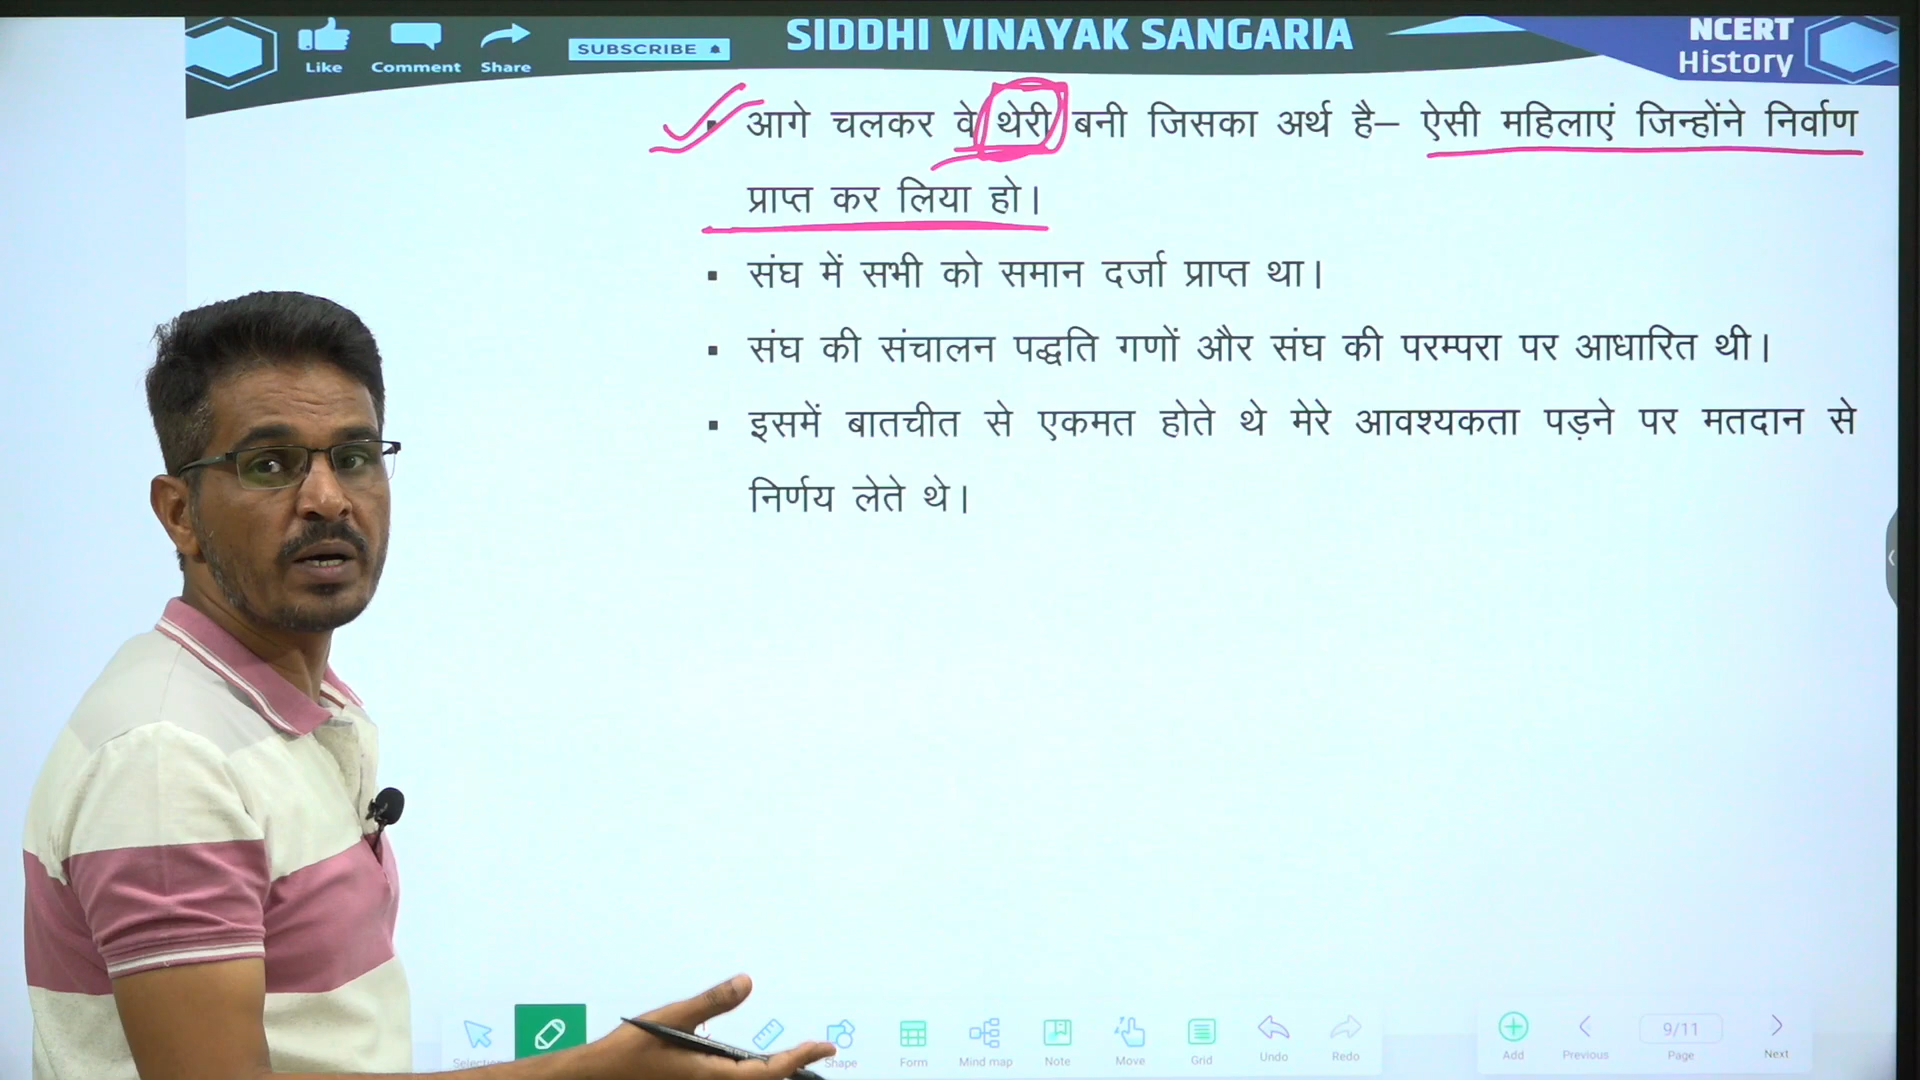 SIDDHI VINAYAK SANGARIA
NCERT
History
Like
Comment
Share
SUBSCRIBE
आगे चलकर वे थेरी बनी जिसका अर्थ है– ऐसी महिलाएं जिन्होंने निर्वाण
प्राप्त कर लिया हो।
संघ में सभी को समान दर्जा प्राप्त था।
संघ की संचालन पद्धति गणों और संघ की परम्परा पर आधारित थी।
इसमें बातचीत से एकमत होते थे मेरे आवश्यकता पड़ने पर मतदान से
निर्णय लेते थे।
Shape
Form
Mind map
Note
Move
Grid
Undo
Redo
Add
Previous
9/11
Page
Next